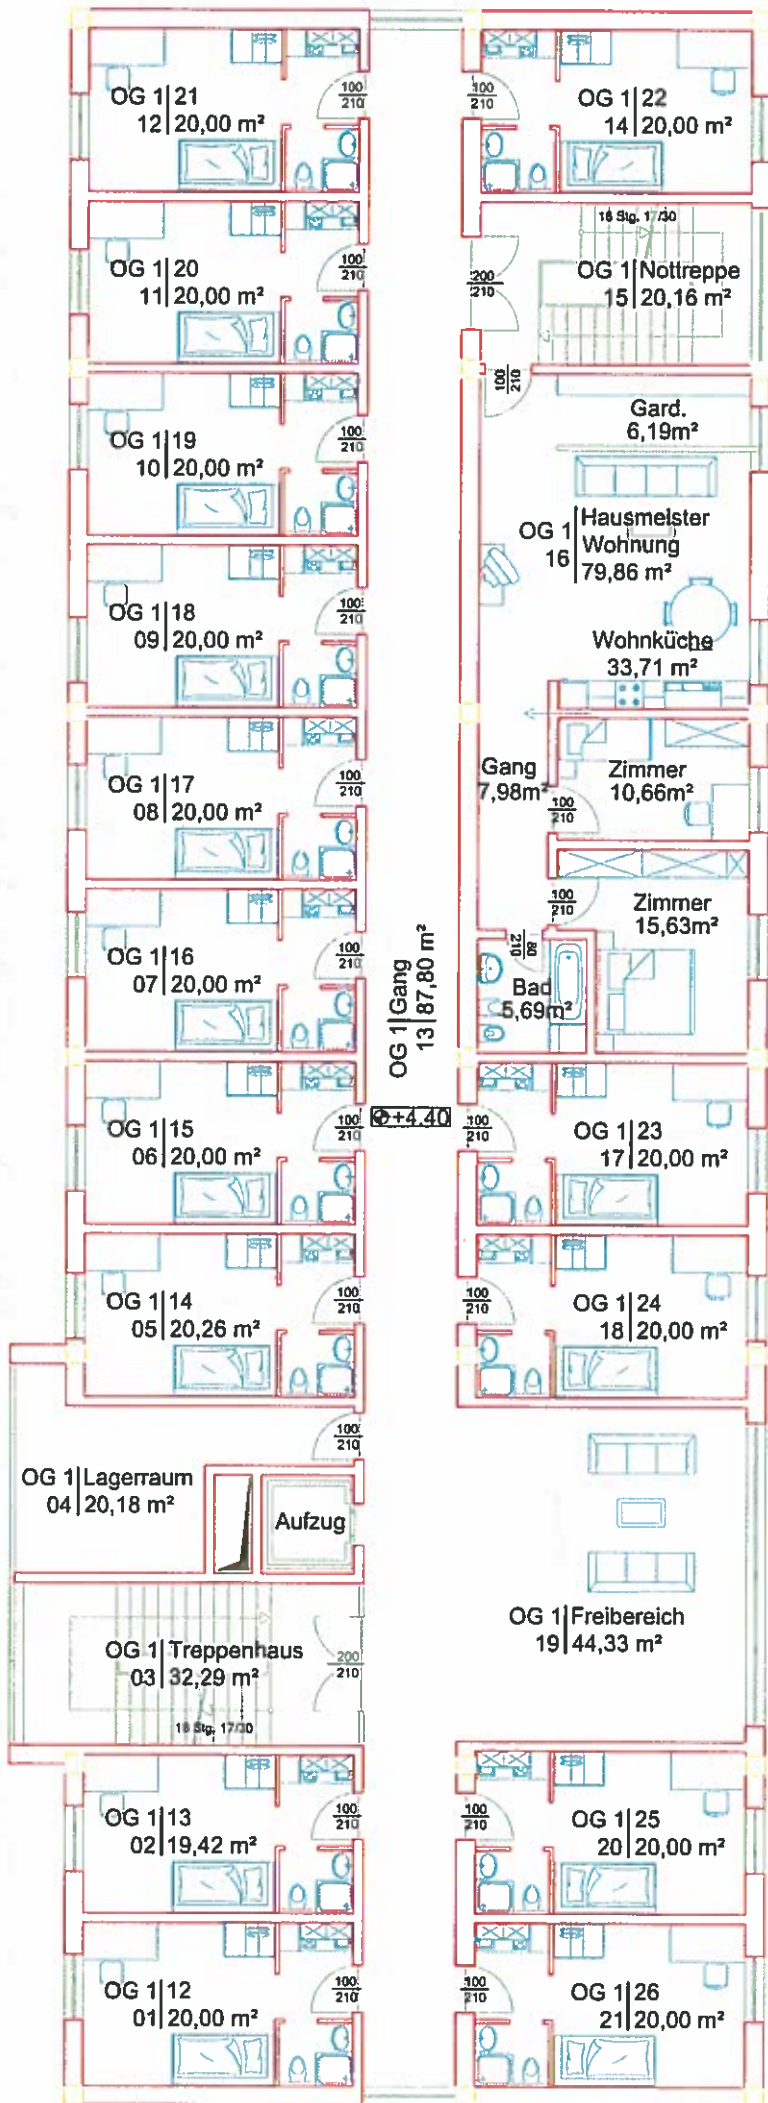 OG 1 21
12 20,00 m²
100
210
100
210
OG 1 22
14 20,00 m²
OG 1 20
11 20,00 m²
100
210
200
210
16 Stg. 17/30
OG 1 Nottreppe
15 20,16 m²
100
210
OG 1 19
10 20,00 m²
100
210
Gard.
6,19m²
OG 1 Hausmeister
16 Wohnung
79,86 m²
OG 1 18
09 20,00 m²
100
210
Wohnküche
33,71 m²
OG 1 17
08 20,00 m²
100
210
Gang
7,98m²
100
210
Zimmer
10,66m²
100
210
Zimmer
15,63m²
OG 1 16
07 20,00 m²
100
210
OG 1 Gang
13 87,80 m²
80
210
Bad
5,69m²
OG 1 15
06 20,00 m²
100
210
+4.40
100
210
OG 1 23
17 20,00 m²
OG 1 14
05 20,26 m²
100
210
100
210
OG 1 24
18 20,00 m²
100
210
OG 1 Lagerraum
04 20,18 m²
Aufzug
OG 1 Freibereich
19 44,33 m²
OG 1 Treppenhaus
03 32,29 m²
200
210
16 Stg. 17/30
OG 1 13
02 19,42 m²
100
210
100
210
OG 1 25
20 20,00 m²
OG 1 12
01 20,00 m²
100
210
100
210
OG 1 26
21 20,00 m²